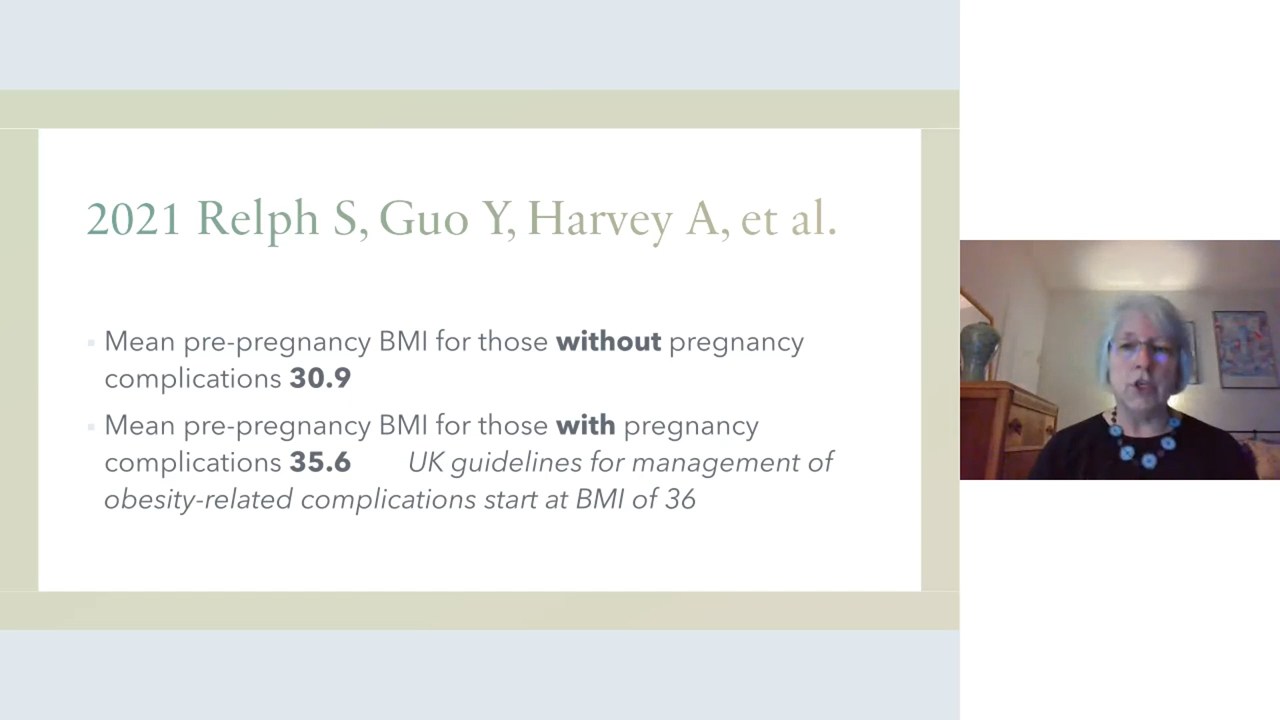 2021 Relph S, Guo Y, Harvey A, et al.
Mean pre-pregnancy BMI for those without pregnancy
complications 30.9
Mean pre-pregnancy BMI for those with pregnancy
complications 35.6 UK guidelines for management of
obesity-related complications start at BMI of 36